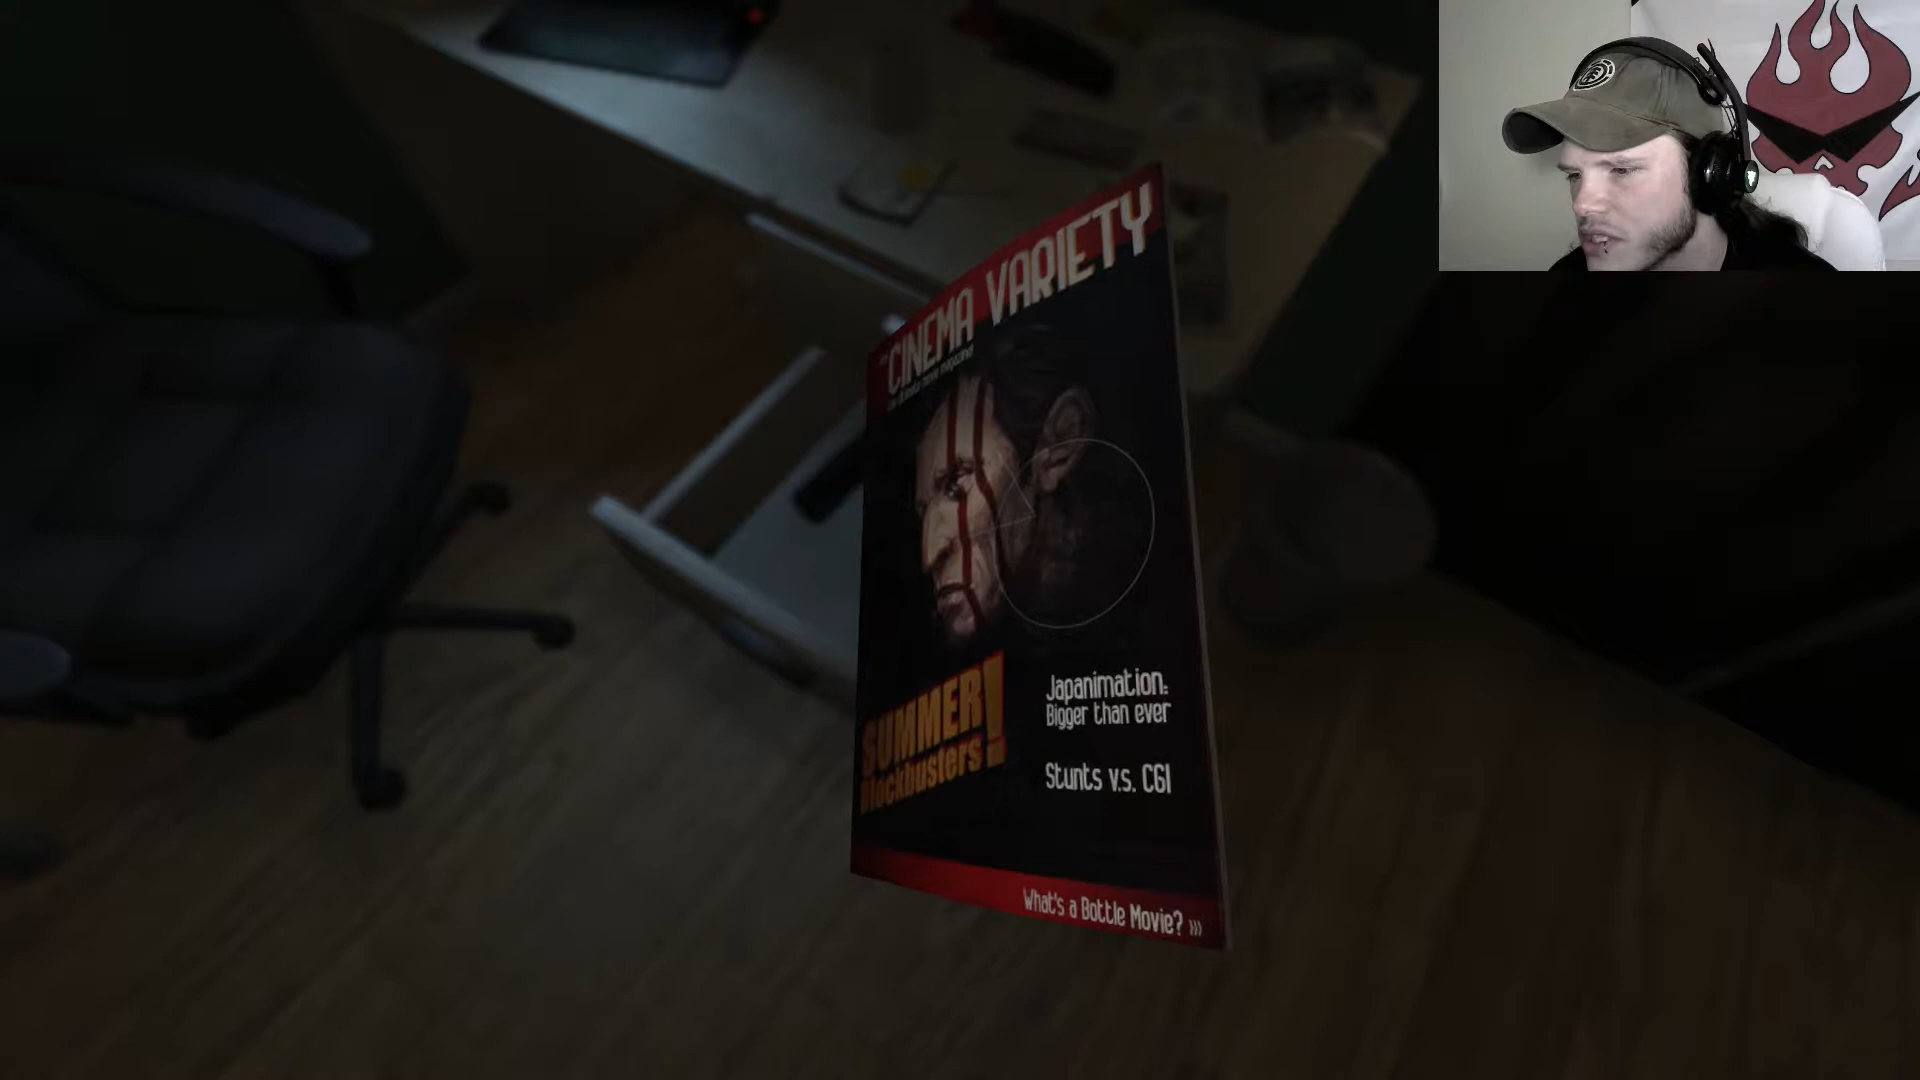 CINEMA VARIETY
SUMMER!
Blockbusters
Japanimation:
Bigger than ever
Stunts v.s. CGI
What's a Bottle Movie? »›